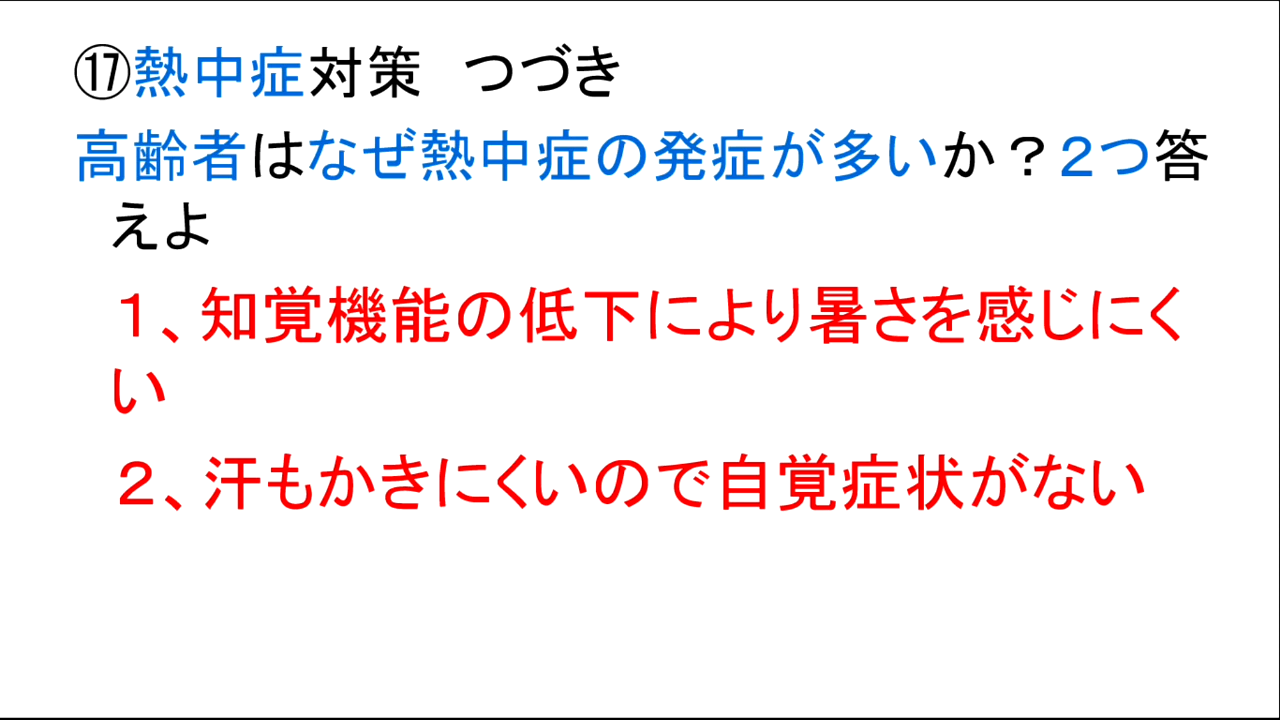 ⑰熱中症対策　つづき
高齢者はなぜ熱中症の発症が多いか？２つ答
えよ
１、知覚機能の低下により暑さを感じにく
い
２、汗もかきにくいので自覚症状がない